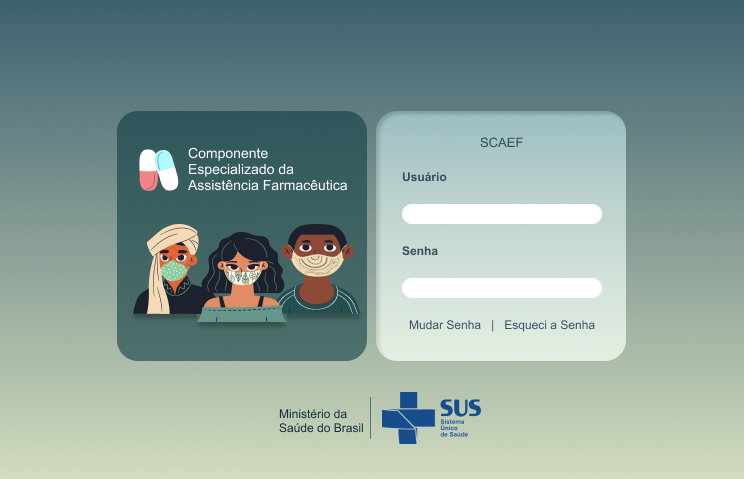 Componente
Especializado da
Assistência Farmacêutica
SCAEF
Usuário
Senha
Mudar Senha | Esqueci a Senha
Ministério da
Saúde do Brasil
SUS
Sistema
Único
de Saúde